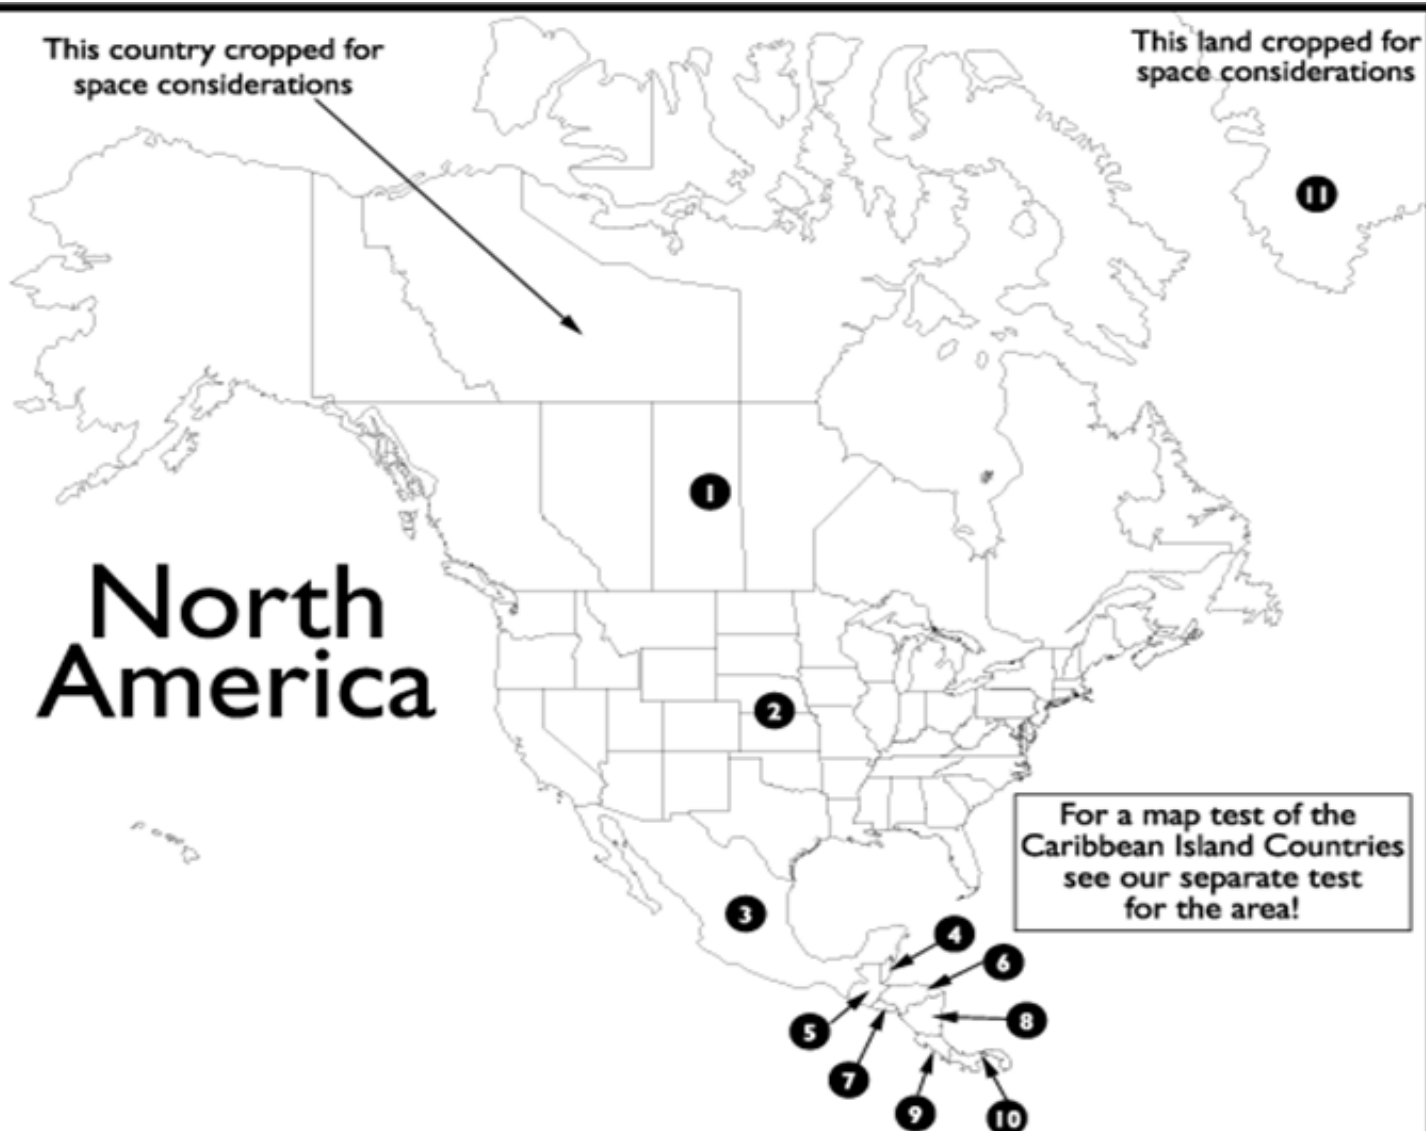 This country cropped for
space considerations
This land cropped for
space considerations
11
1
North
America
2
For a map test of the
Caribbean Island Countries
see our separate test
for the area!
3
4
6
5
8
7
9
10